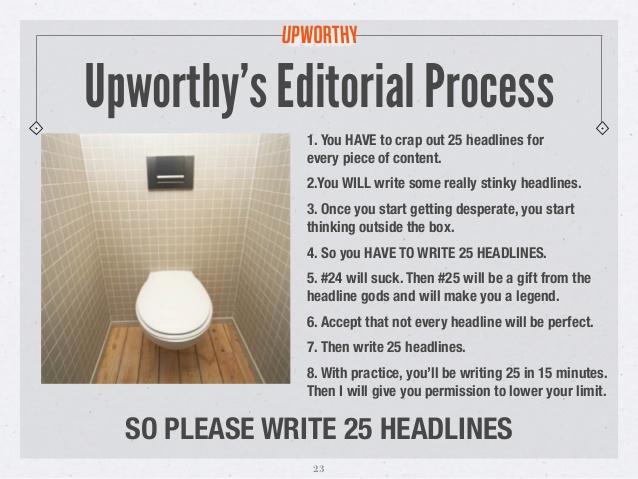 UPWORTHY
Upworthy's Editorial Process
1. You HAVE to crap out 25 headlines for
every piece of content.
2.You WILL write some really stinky headlines.
3. Once you start getting desperate, you start
thinking outside the box.
4. So you HAVE TO WRITE 25 HEADLINES.
5. #24 will suck. Then #25 will be a gift from the
headline gods and will make you a legend.
6. Accept that not every headline will be perfect.
7. Then write 25 headlines.
8. With practice, you'll be writing 25 in 15 minutes.
Then I will give you permission to lower your limit.
SO PLEASE WRITE 25 HEADLINES
23